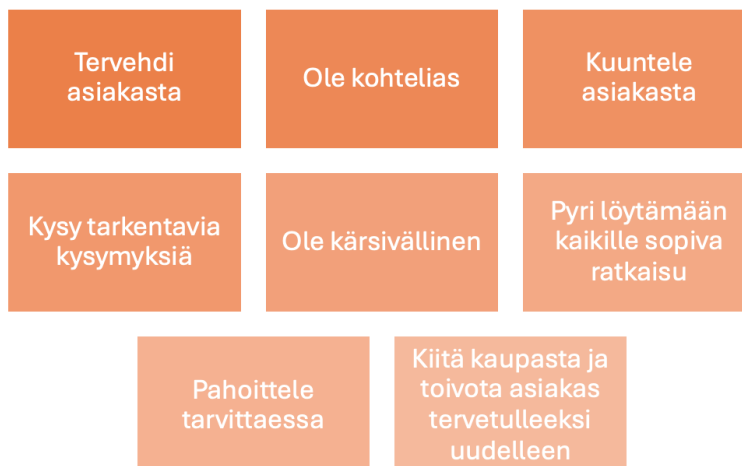 Tervehdi
asiakasta
Ole kohtelias
Kuuntele
asiakasta
Kysy tarkentavia
kysymyksiä
Ole kärsivällinen
Pyri löytämään
kaikille sopiva
ratkaisu
Pahoittele
tarvittaessa
Kiitä kaupasta ja
toivota asiakas
tervetulleeksi
uudelleen